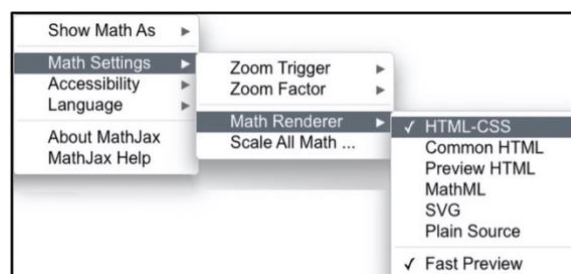 Show Math As
Math Settings
Accessibility
Language
About MathJax
MathJax Help
Zoom Trigger
Zoom Factor
Math Renderer
Scale All Math ...
HTML-CSS
Common HTML
Preview HTML
MathML
SVG
Plain Source
Fast Preview